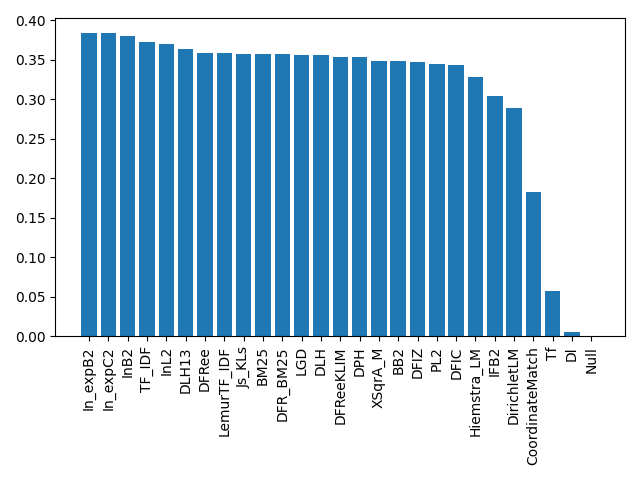 0.40
0.35
0.30
0.25
0.20
0.15
0.10
0.05
0.00
In_expB2
In_expC2
InB2
TF_IDF
InL2
DLH13
DFRee
LemurTF_IDF
Js_KLs
BM25
DFR_BM25
LGD
DLH
DFReeKLIM
DPH
XSqrA_M
BB2
DFIZ
PL2
DFIC
Hiemstra_LM
IFB2
DirichletLM
CoordinateMatch
Tf
Dl
Null